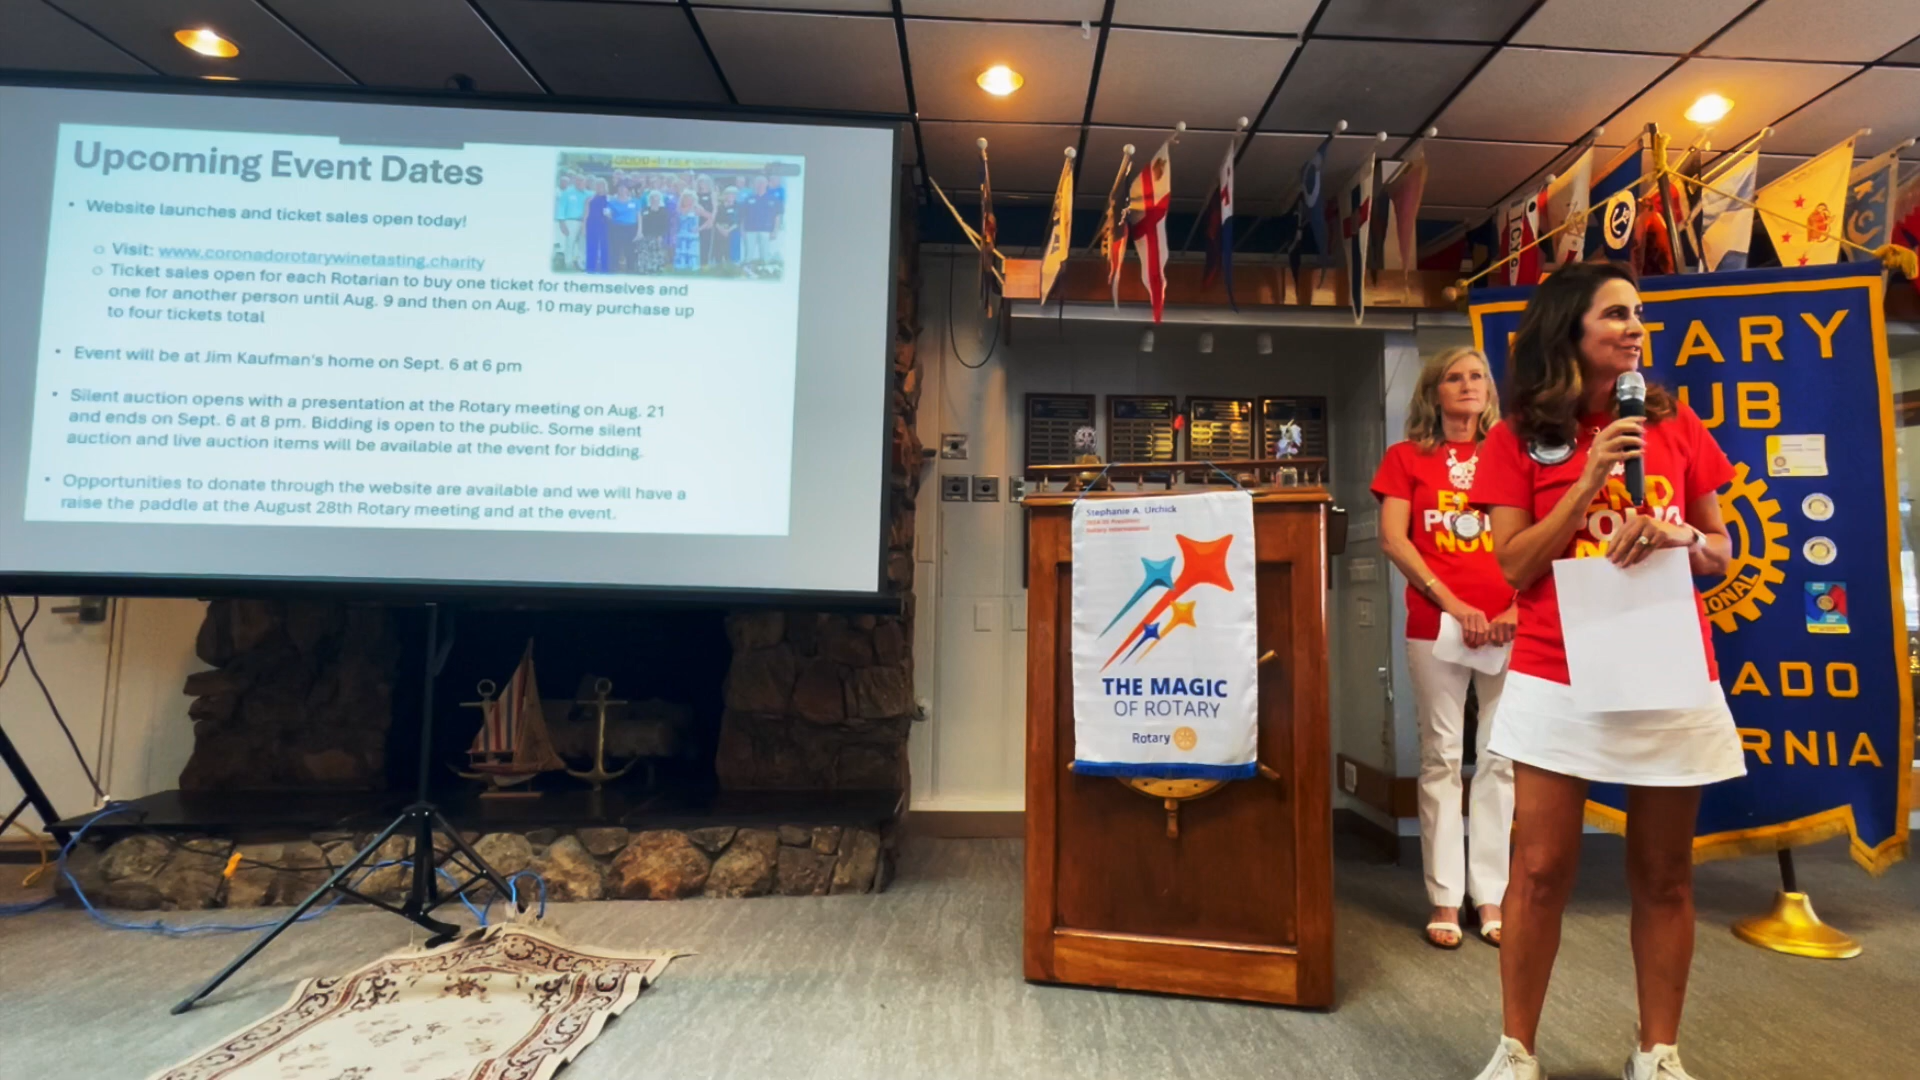 Upcoming Event Dates
• Website launches and ticket sales open today!
o Visit: www.coronadorotarywinetasting.charity
o Ticket sales open for each Rotarian to buy one ticket for themselves and
one for another person until Aug. 9 and then on Aug. 10 may purchase up
to four tickets total
• Event will be at Jim Kaufman's home on Sept. 6 at 6 pm
• Silent auction opens with a presentation at the Rotary meeting on Aug. 21
and ends on Sept. 6 at 8 pm. Bidding is open to the public. Some silent
auction and live auction items will be available at the event for bidding.
• Opportunities to donate through the website are available and we will have a
raise the paddle at the August 28th Rotary meeting and at the event.
Stephanie A. Urchick
2024-25 President
Rotary International
THE MAGIC
OF ROTARY
Rotary
TARY
UB
ONAL
ADO
RNIA
END
NOW
TCYC